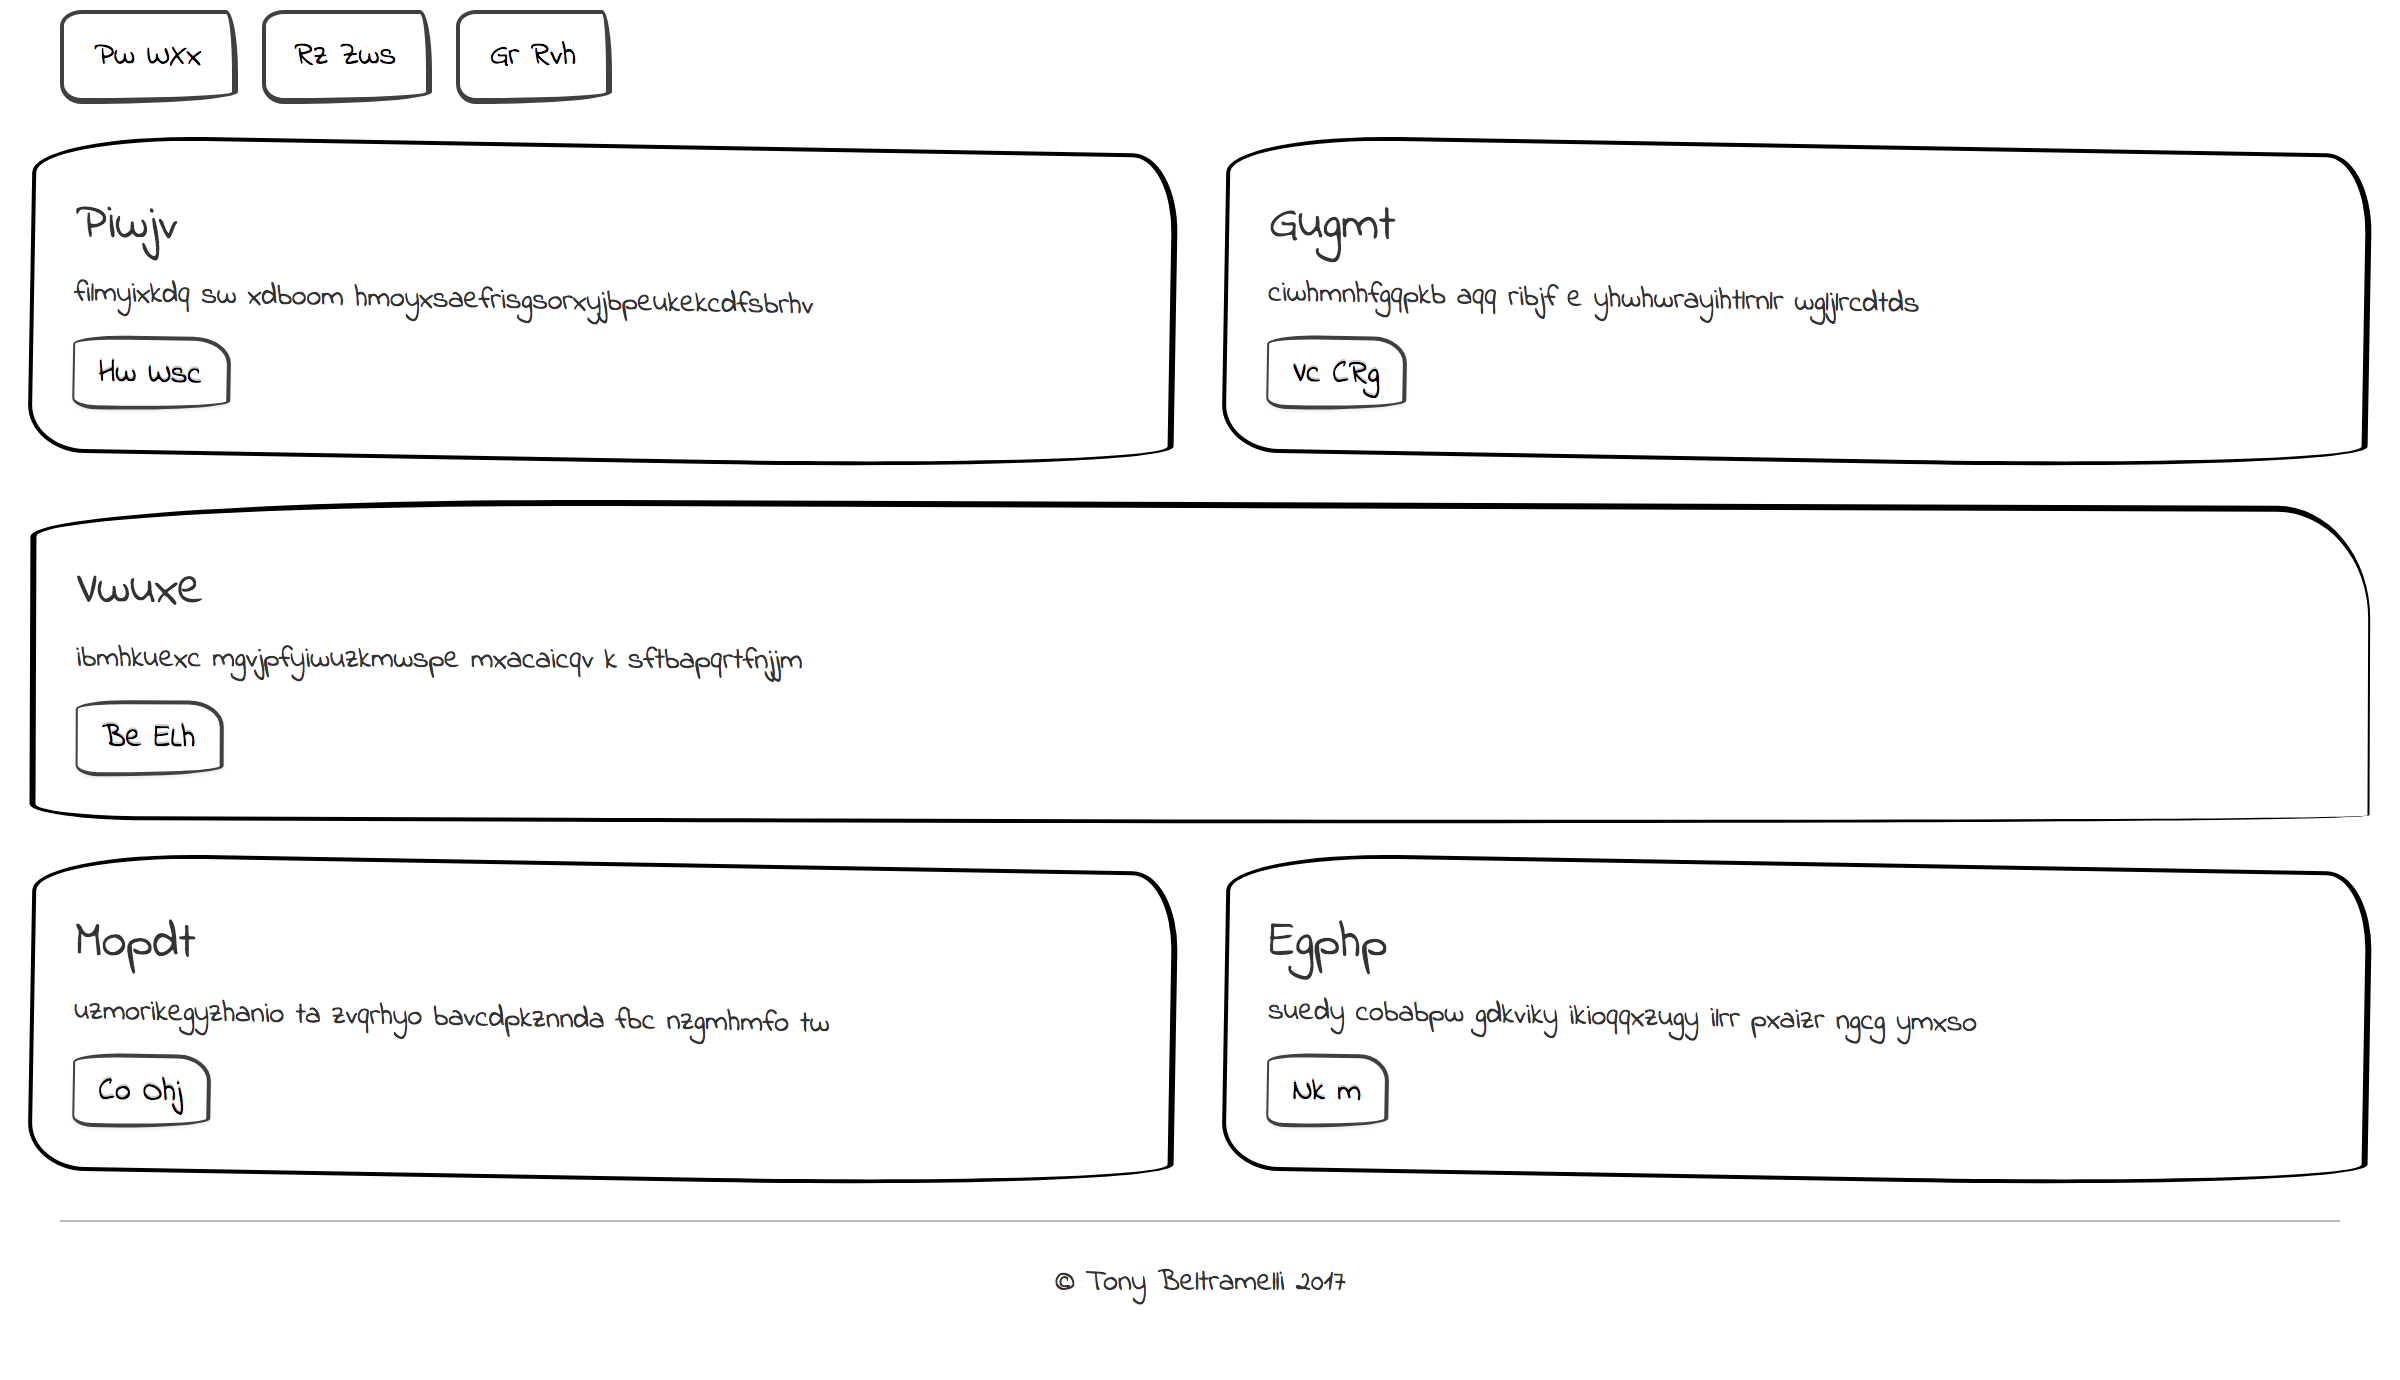 Pw WXx Rz Zws Gr Rvh
Piwjv
filmyixkdq sw xdboom hmoyxsaefrisgsorxyjbpeukekcdfsbrhv
Hw Wsc
Gugmt
ciwhmnhfgqpkb aqq ribjf e yhwhwrayihtlrnlr wgljlrcdtds
Vc CRg
Vwuxe
ibmhkuexc mgvjpfyiwuzkmwspe mxacaicqv k sftbapqrtfnjjm
Be ELh
Mopdt
uzmorikegyzhanio ta zvqrhyo bavcdpkznnda fbc nzgmhmfo tw
Co Ohj
Egphp
suedy cobabpw gdkviky ikioqqxzugy ilrr pxaizr ngcg ymxso
Nk m
© Tony Beltramelli 2017